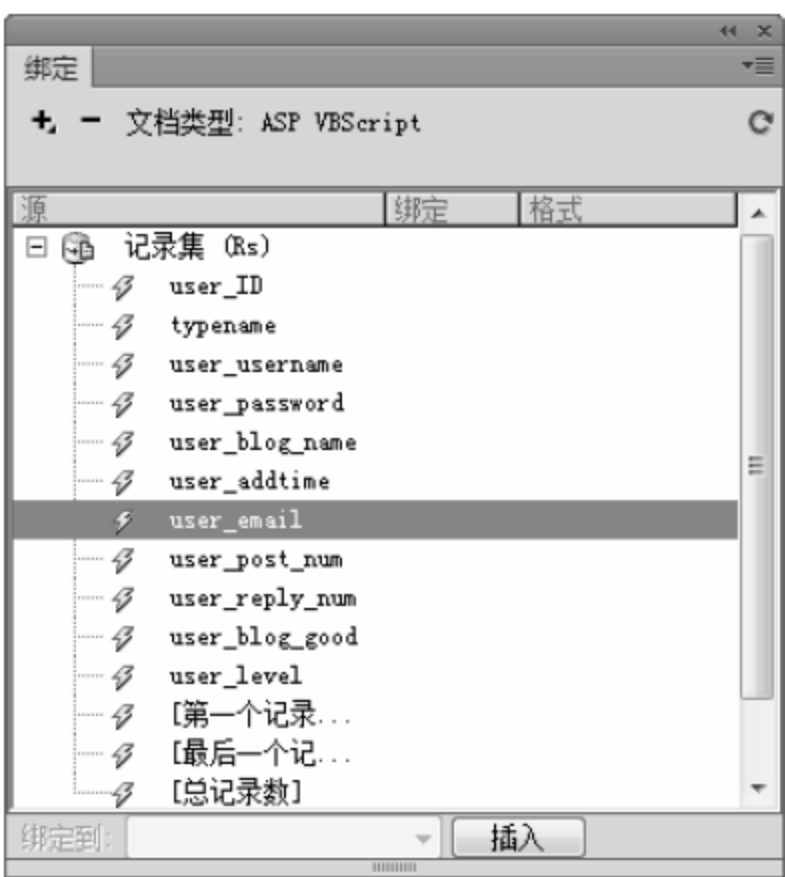 绑定
文档类型: ASP VBScript
源 绑定 格式
记录集 (Rs)
user_ID
typename
user_username
user_password
user_blog_name
user_addtime
user_email
user_post_num
user_reply_num
user_blog_good
user_level
[第一个记录...
[最后一个记...
[总记录数]
绑定到: 插入